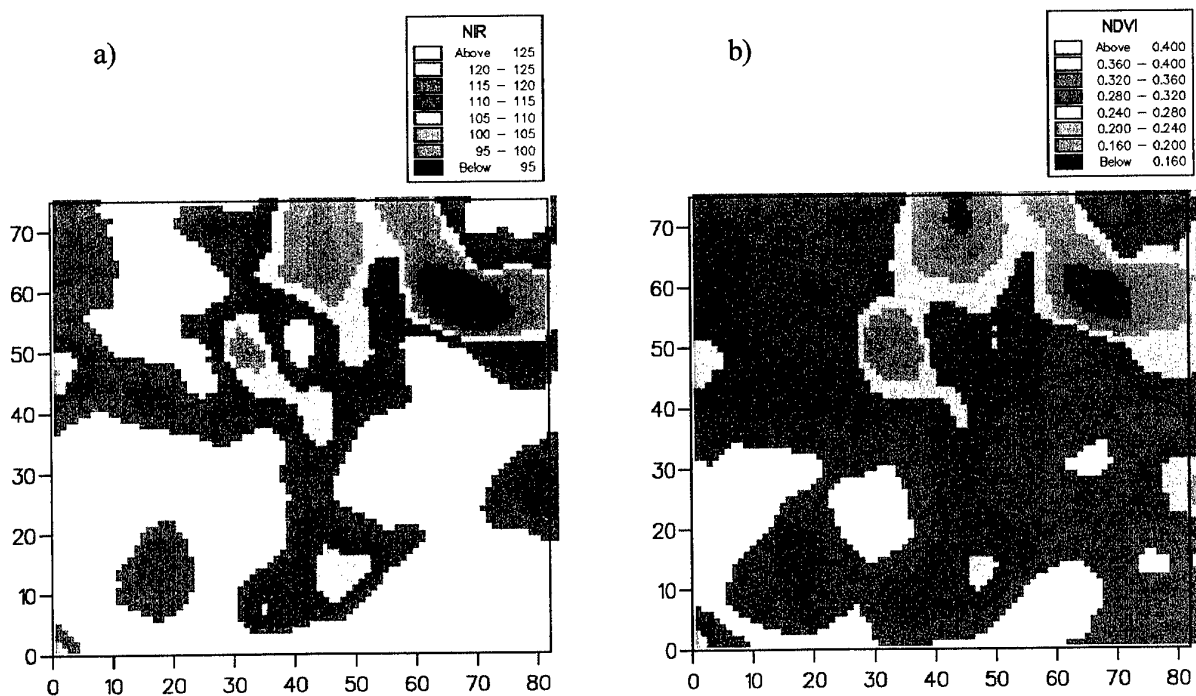 a)
NIR
Above 125
120 – 125
115 – 120
110 – 115
105 – 110
100 – 105
95 – 100
Below 95
70
60
50
40
30
20
10
0
0 10 20 30 40 50 60 70 80
b)
NDVI
Above 0.400
0.360 – 0.400
0.320 – 0.360
0.280 – 0.320
0.240 – 0.280
0.200 – 0.240
0.160 – 0.200
Below 0.160
70
60
50
40
30
20
10
0
0 10 20 30 40 50 60 70 80